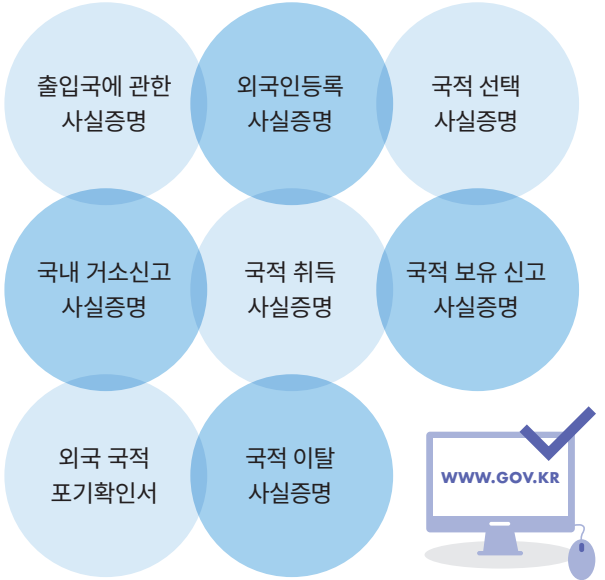 출입국에 관한
사실증명
외국인등록
사실증명
국적 선택
사실증명
국내 거소신고
사실증명
국적 취득
사실증명
국적 보유 신고
사실증명
외국 국적
포기확인서
국적 이탈
사실증명
WWW.GOV.KR